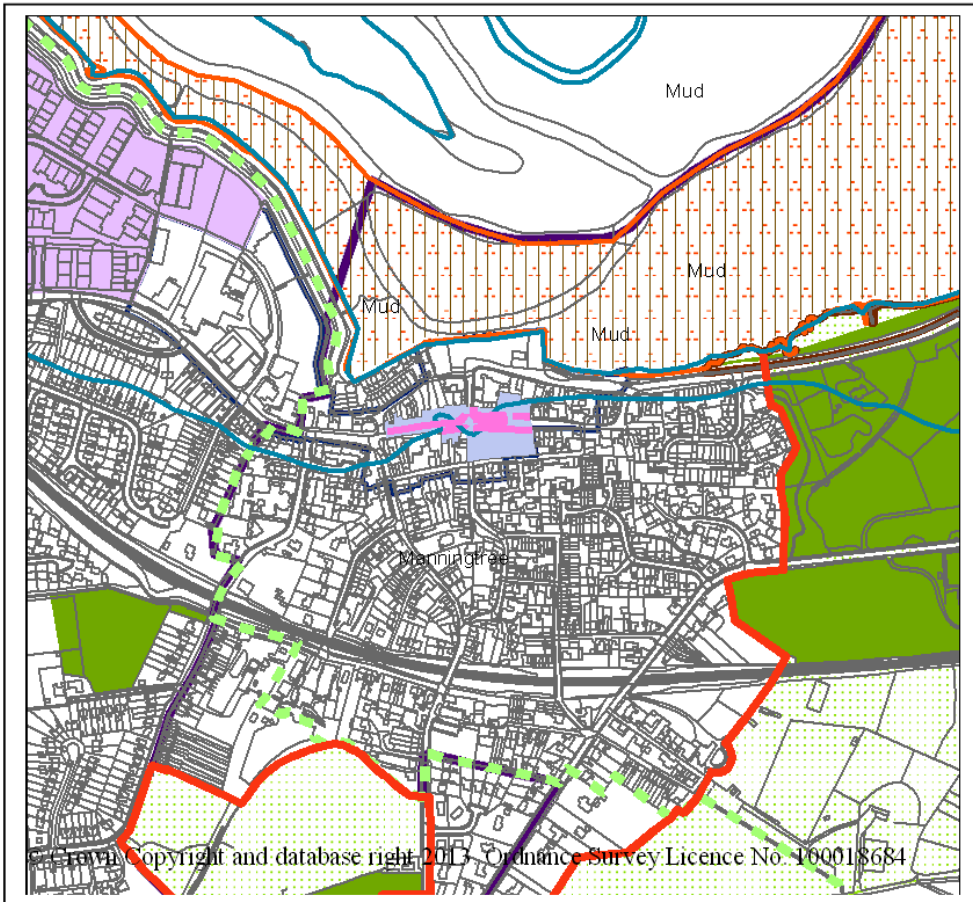 Mud
Mud
Mud
Mud
Manningtree
© Crown Copyright and database right 2013. Ordnance Survey Licence No. 100018684